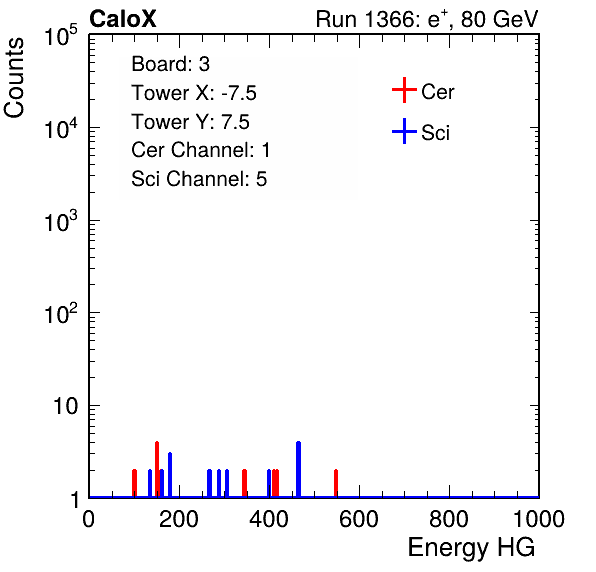 CaloX Run 1366: e⁺, 80 GeV
Counts
10⁵
10⁴
10³
10²
10
1
Board: 3
Tower X: -7.5
Tower Y: 7.5
Cer Channel: 1
Sci Channel: 5
Cer
Sci
0 200 400 600 800 1000
Energy HG